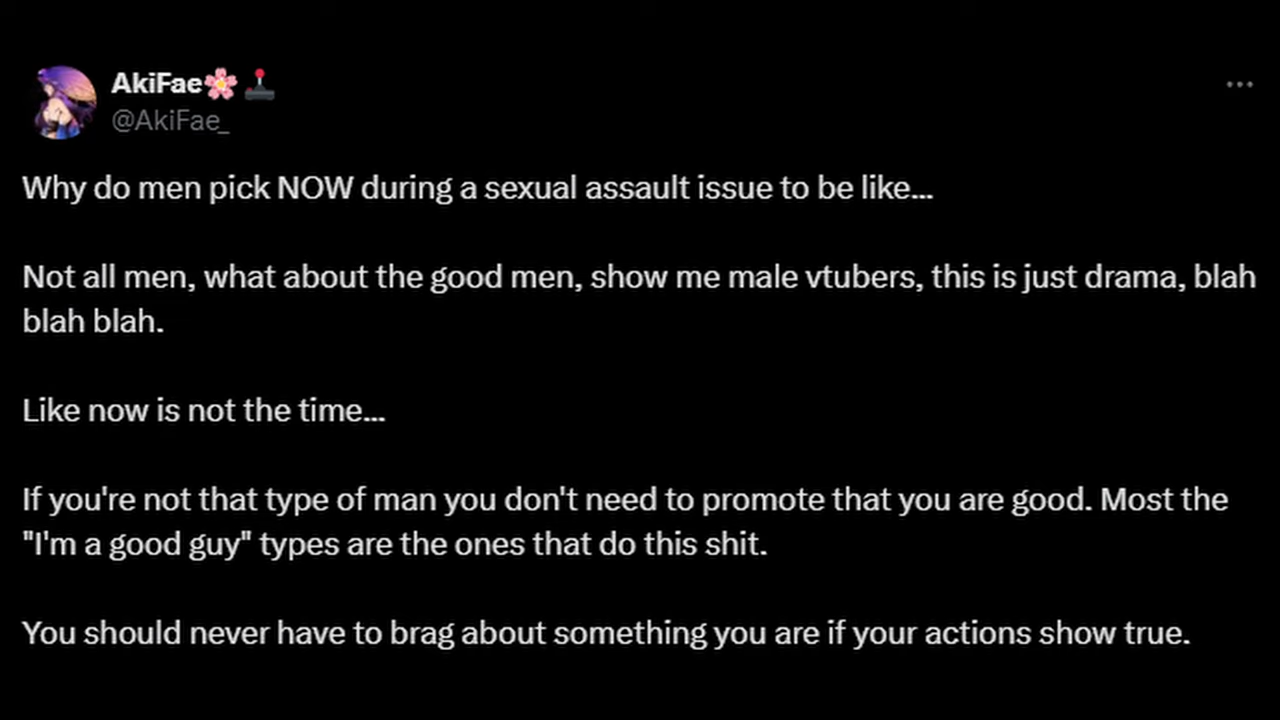 AkiFae🌸🕹️
@AkiFae_
Why do men pick NOW during a sexual assault issue to be like...
Not all men, what about the good men, show me male vtubers, this is just drama, blah
blah blah.
Like now is not the time...
If you're not that type of man you don't need to promote that you are good. Most the
"I'm a good guy" types are the ones that do this shit.
You should never have to brag about something you are if your actions show true.